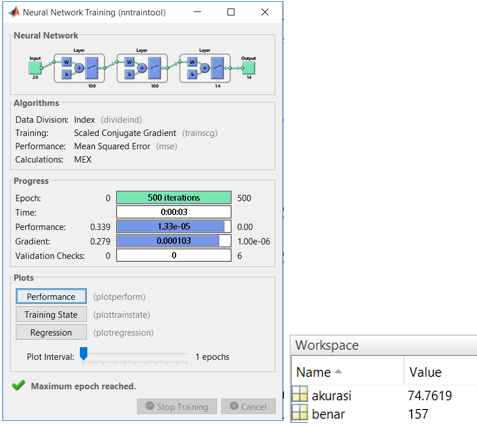 Neural Network Training (nntraintool)
Neural Network
Layer Layer Layer
Input W b W b W b Output
20 100 100 14 14
Algorithms
Data Division: Index (divideind)
Training: Scaled Conjugate Gradient (trainscg)
Performance: Mean Squared Error (mse)
Calculations: MEX
Progress
Epoch: 0 500 iterations 500
Time: 0:00:03
Performance: 0.339 1.33e-05 0.00
Gradient: 0.279 0.000103 1.00e-06
Validation Checks: 0 0 6
Plots
Performance (plotperform)
Training State (plottrainstate)
Regression (plotregression)
Plot Interval: 1 epochs
Maximum epoch reached.
Stop Training Cancel
Workspace
Name Value
akurasi 74.7619
benar 157